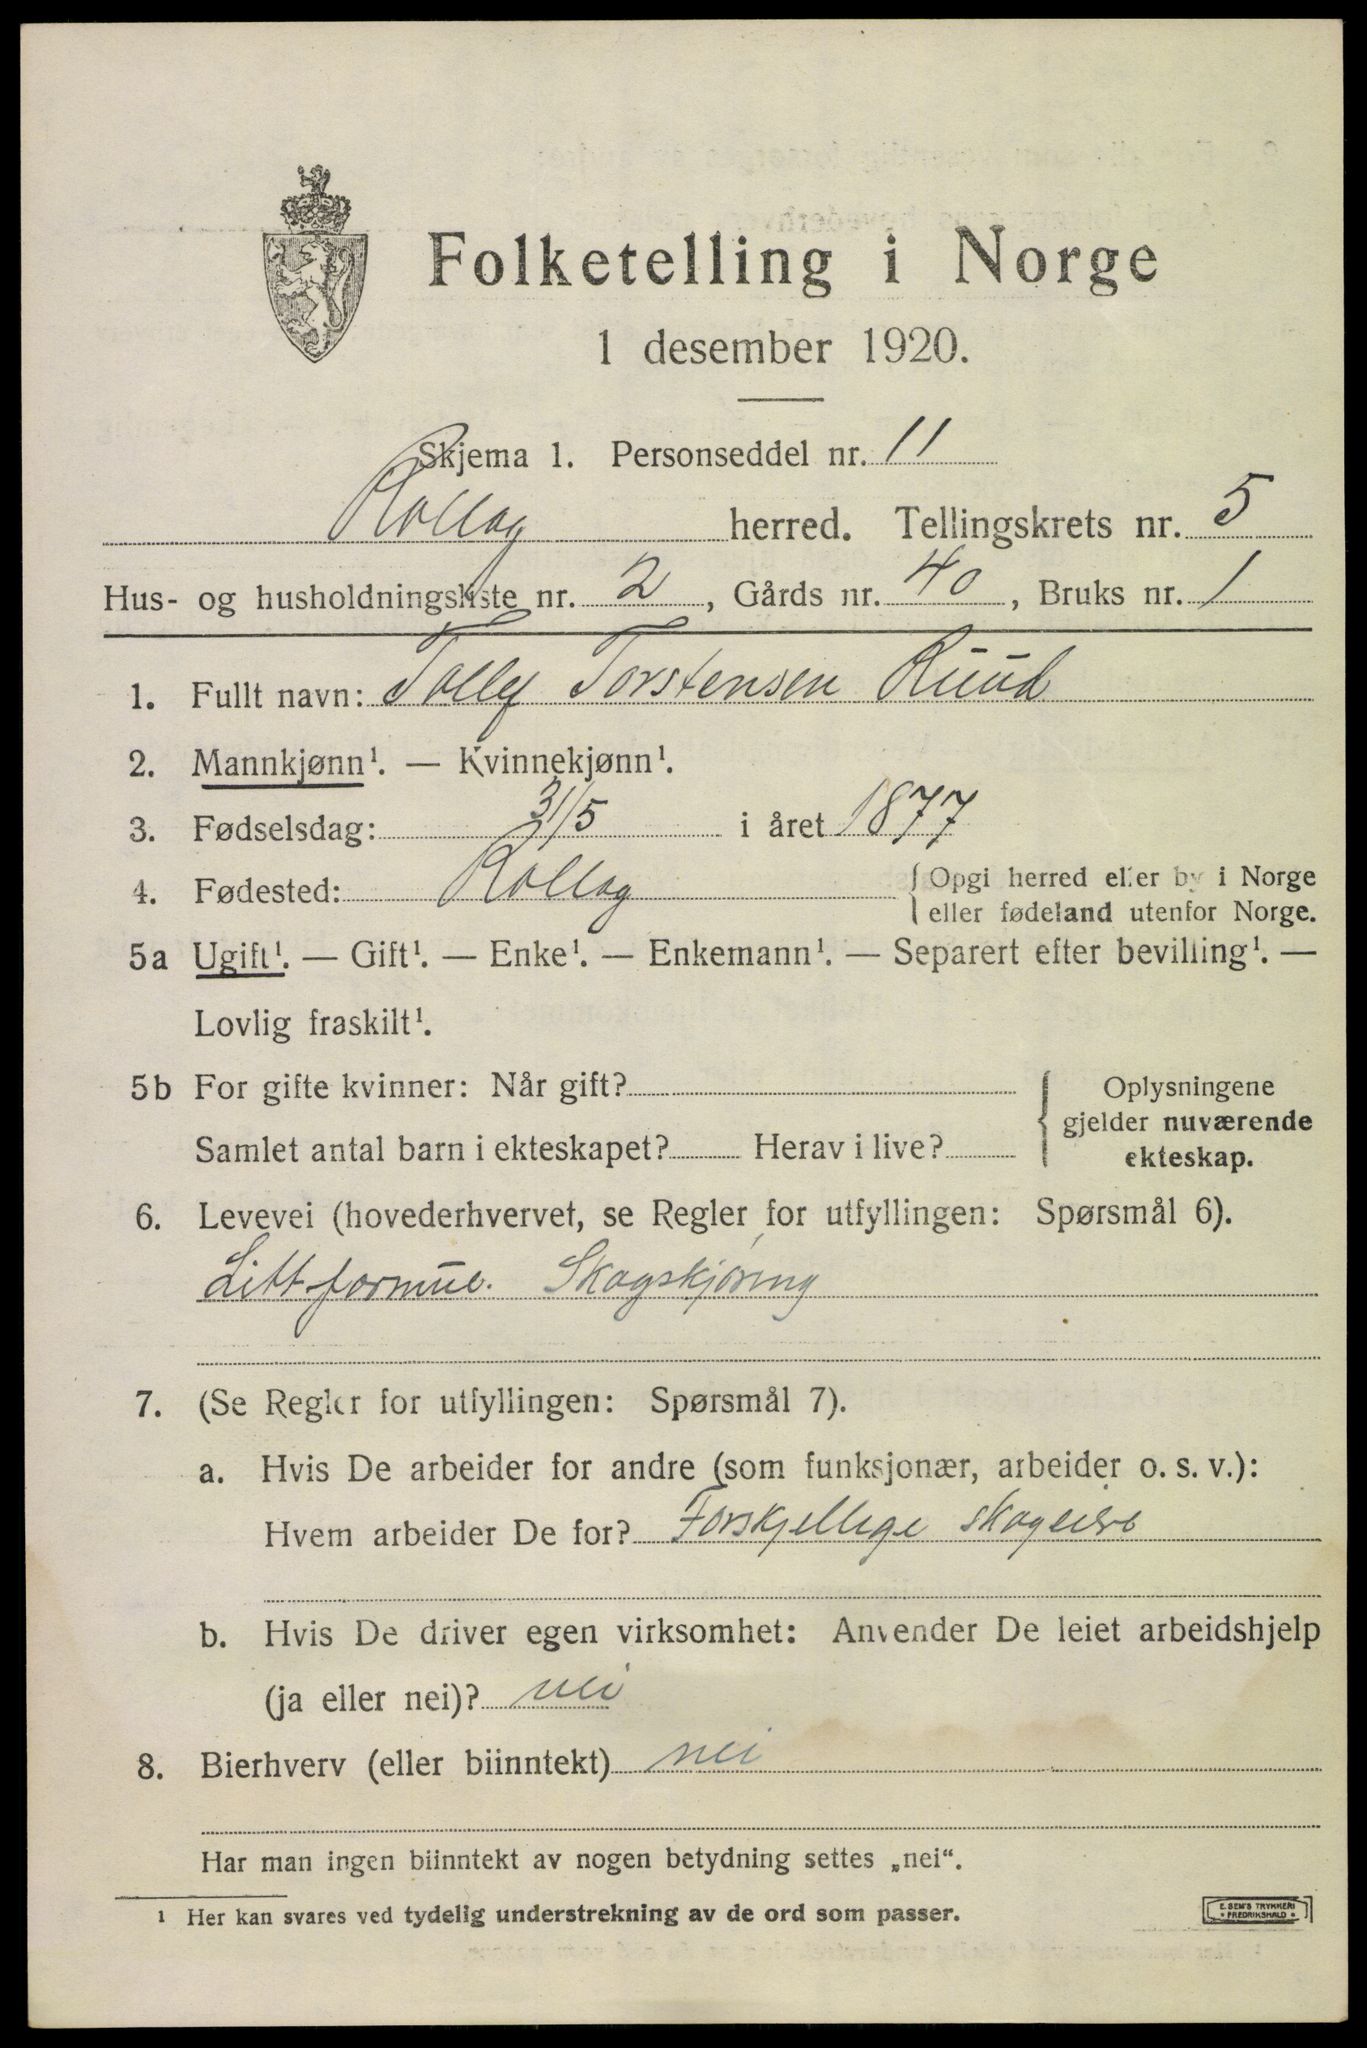 Folketelling i Norge
1 desember 1920.
Skjema 1. Personseddel nr. 11
Rollag herred. Tellingskrets nr. 5
Hus- og husholdningsliste nr. 2, Gårds nr. 40, Bruks nr. 1
1. Fullt navn: Tollef Torstensen Ruud
2. Mannkjønn¹. — Kvinnekjønn¹.
3. Fødselsdag: 31/5 i året 1877
4. Fødested: Rollag { Opgi herred eller by i Norge
eller fødeland utenfor Norge.
5a Ugift¹. — Gift¹. — Enke¹. — Enkemann¹. — Separert efter bevilling¹. —
Lovlig fraskilt¹.
5b For gifte kvinner: Når gift?
Samlet antal barn i ekteskapet? Herav i live?
{ Oplysningene
gjelder nuværende
ekteskap.
6. Levevei (hovederhvervet, se Regler for utfyllingen: Spørsmål 6).
Litt formue. Skogskjøring
7. (Se Regler for utfyllingen: Spørsmål 7).
a. Hvis De arbeider for andre (som funksjonær, arbeider o. s. v.):
Hvem arbeider De for? Forskjellige skogeiere
b. Hvis De driver egen virksomhet: Anvender De leiet arbeidshjelp
(ja eller nei)? nei
8. Bierhverv (eller biinntekt) nei
Har man ingen biinntekt av nogen betydning settes „nei“.
¹ Her kan svares ved tydelig understrekning av de ord som passer.
E. SEM'S TRYKKERI
FREDRIKSHALD